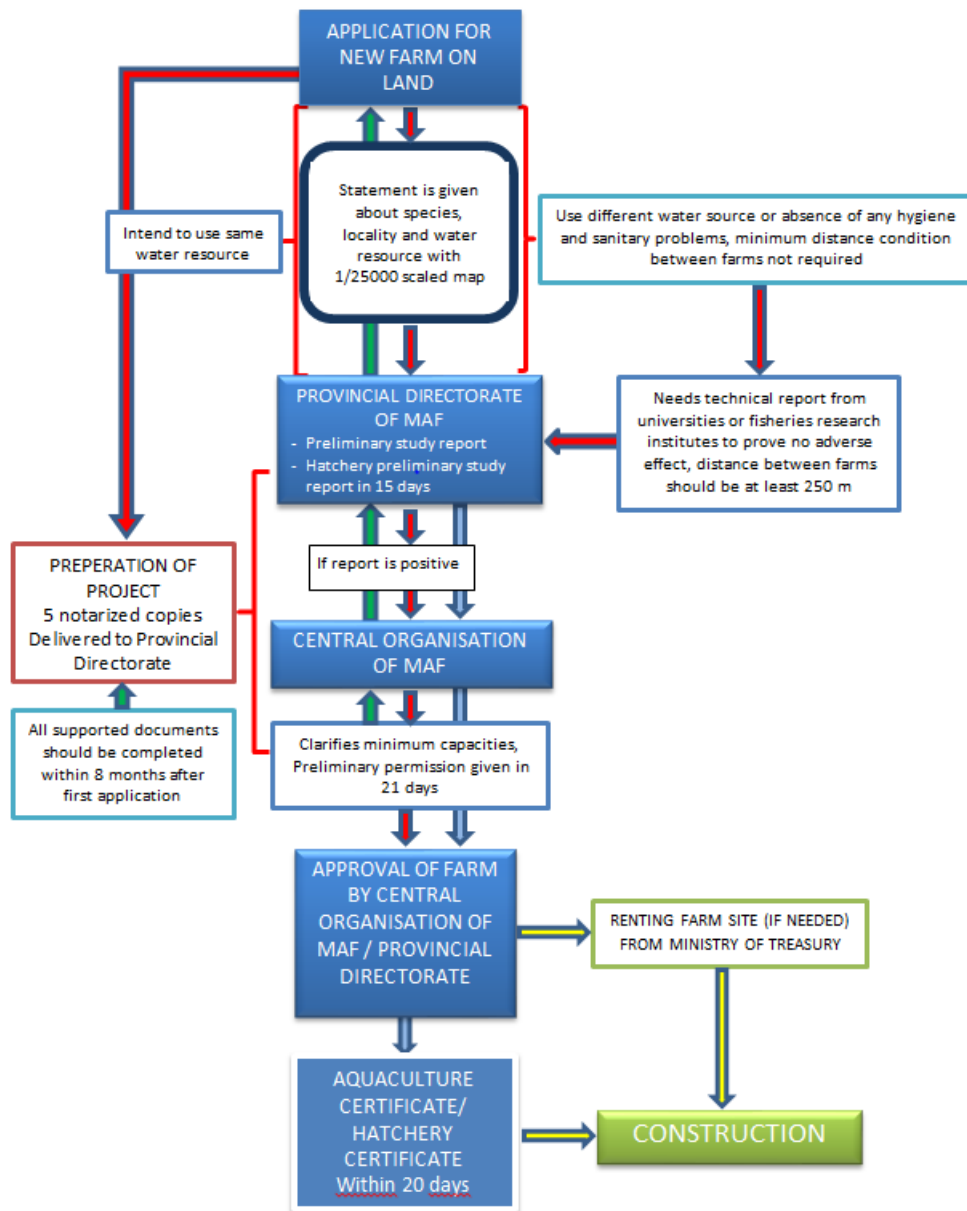 APPLICATION FOR
NEW FARM ON
LAND
Statement is given
about species,
locality and water
resource with
1/25000 scaled map
Intend to use same
water resource
Use different water source or absence of any hygiene
and sanitary problems, minimum distance condition
between farms not required
PROVINCIAL DIRECTORATE
OF MAF
- Preliminary study report
- Hatchery preliminary study
report in 15 days
Needs technical report from
universities or fisheries research
institutes to prove no adverse
effect, distance between farms
should be at least 250 m
If report is positive
PREPERATION OF
PROJECT
5 notarized copies
Delivered to Provincial
Directorate
CENTRAL ORGANISATION
OF MAF
All supported documents
should be completed
within 8 months after
first application
Clarifies minimum capacities,
Preliminary permission given in
21 days
APPROVAL OF FARM
BY CENTRAL
ORGANISATION OF
MAF / PROVINCIAL
DIRECTORATE
RENTING FARM SITE (IF NEEDED)
FROM MINISTRY OF TREASURY
AQUACULTURE
CERTIFICATE/
HATCHERY
CERTIFICATE
Within 20 days
CONSTRUCTION